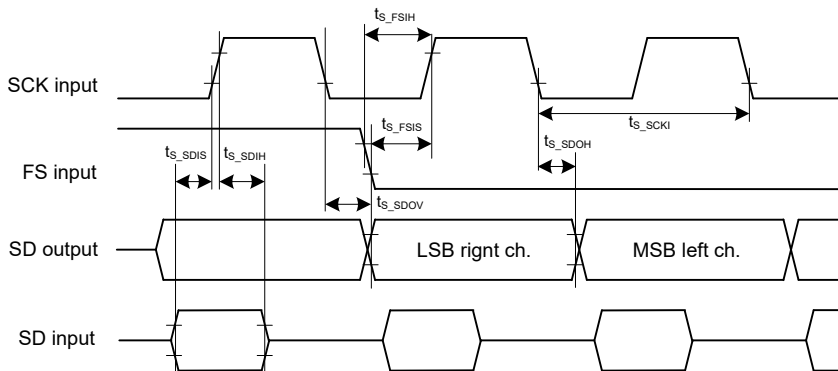 t_S_FSIH
SCK input
t_S_FSIS
t_S_SCKI
t_S_SDIS
t_S_SDIH
t_S_SDOH
FS input
t_S_SDOV
SD output
LSB rignt ch.
MSB left ch.
SD input